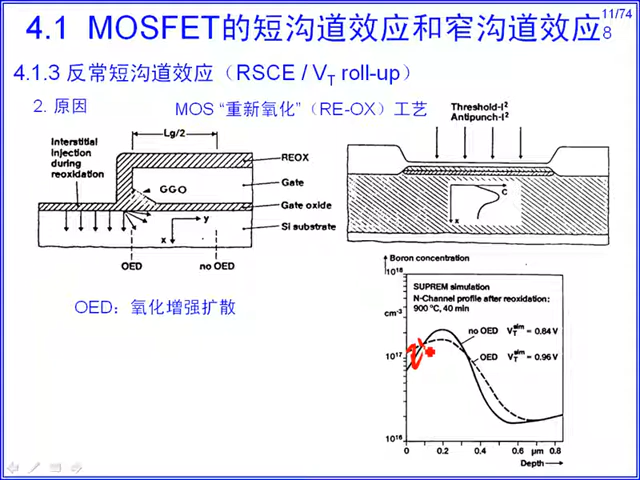 11/74
4.1 MOSFET的短沟道效应和窄沟道效应
8
4.1.3 反常短沟道效应（RSCE / VT roll-up）
2. 原因
MOS “重新氧化”（RE-OX）工艺
Interstitial
injection
during
reoxidation
Lg/2
REOX
GGO
Gate
Gate oxide
Si substrate
y
x
OED
no OED
Threshold-I²
Antipunch-I²
C
x
OED：氧化增强扩散
Boron concentration
10¹⁸
cm-3
10¹⁷
10¹⁶
SUPREM simulation
N-Channel profile after reoxidation:
900 °C, 40 min
no OED VTsim = 0.84 V
OED VTsim = 0.96 V
0 0.2 0.4 0.6 µm 0.8
Depth